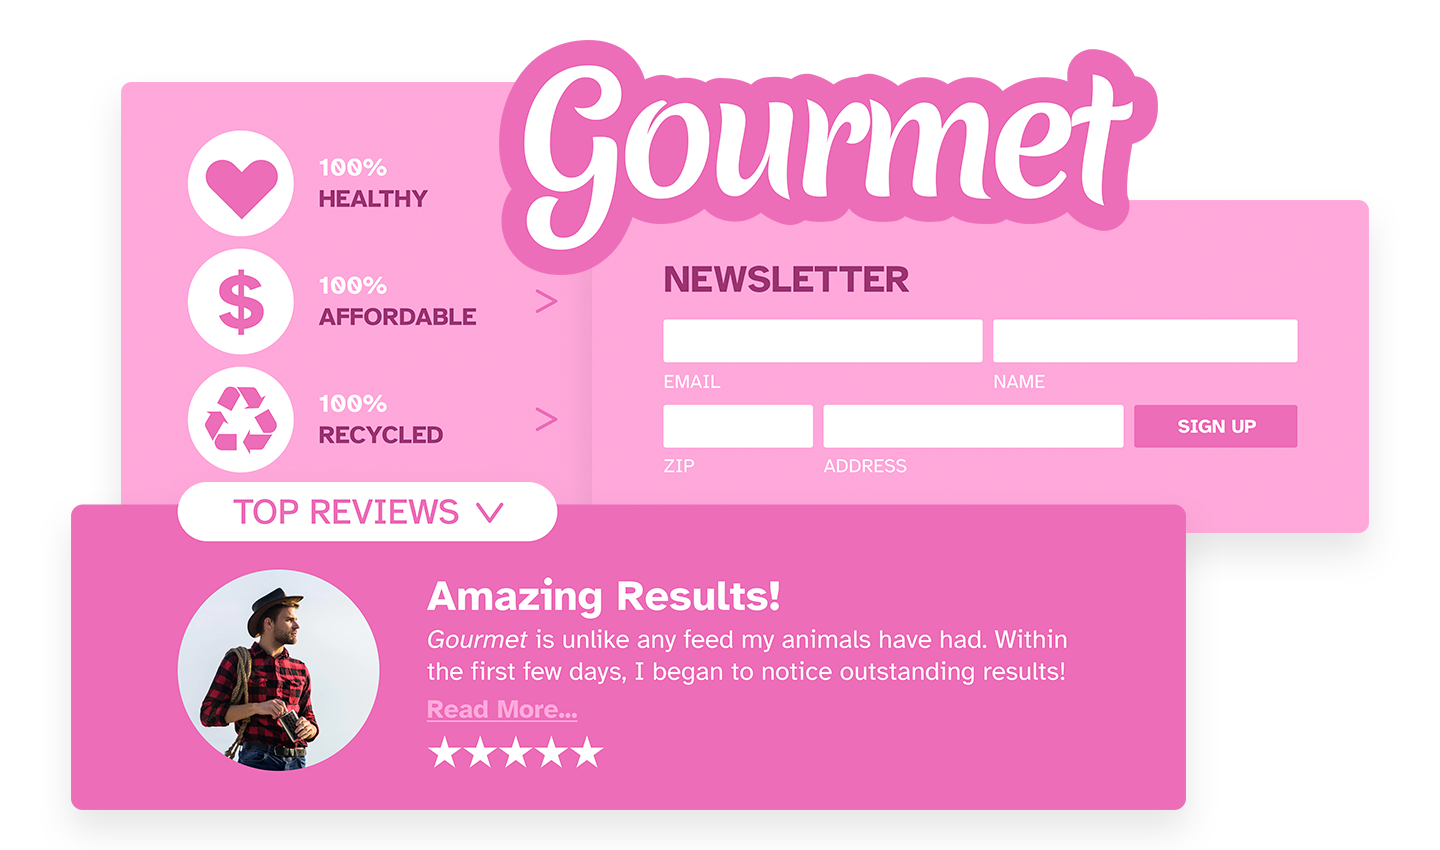 Gourmet
100%
HEALTHY
$
100%
AFFORDABLE
>
100%
RECYCLED
>
NEWSLETTER
EMAIL
NAME
ZIP
ADDRESS
SIGN UP
TOP REVIEWS
Amazing Results!
Gourmet is unlike any feed my animals have had. Within
the first few days, I began to notice outstanding results!
Read More...
★★★★★